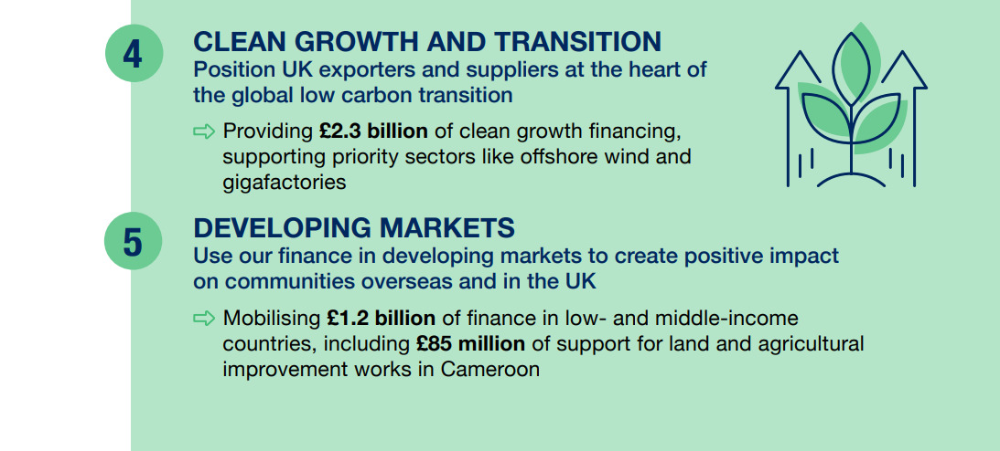 4
CLEAN GROWTH AND TRANSITION
Position UK exporters and suppliers at the heart of
the global low carbon transition
Providing £2.3 billion of clean growth financing,
supporting priority sectors like offshore wind and
gigafactories
5
DEVELOPING MARKETS
Use our finance in developing markets to create positive impact
on communities overseas and in the UK
Mobilising £1.2 billion of finance in low- and middle-income
countries, including £85 million of support for land and agricultural
improvement works in Cameroon